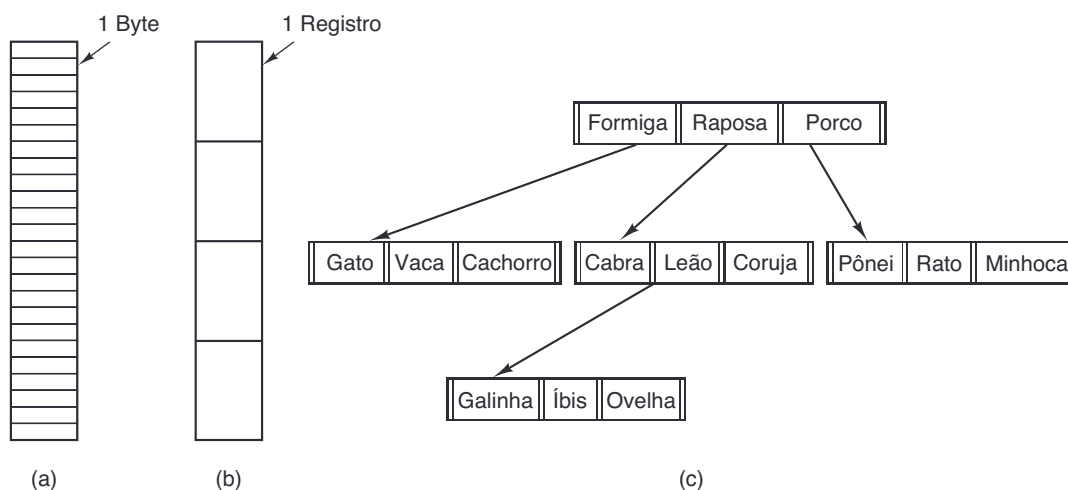 1 Byte
1 Registro
Formiga Raposa Porco
Gato Vaca Cachorro
Cabra Leão Coruja
Pônei Rato Minhoca
Galinha Íbis Ovelha
(a)
(b)
(c)